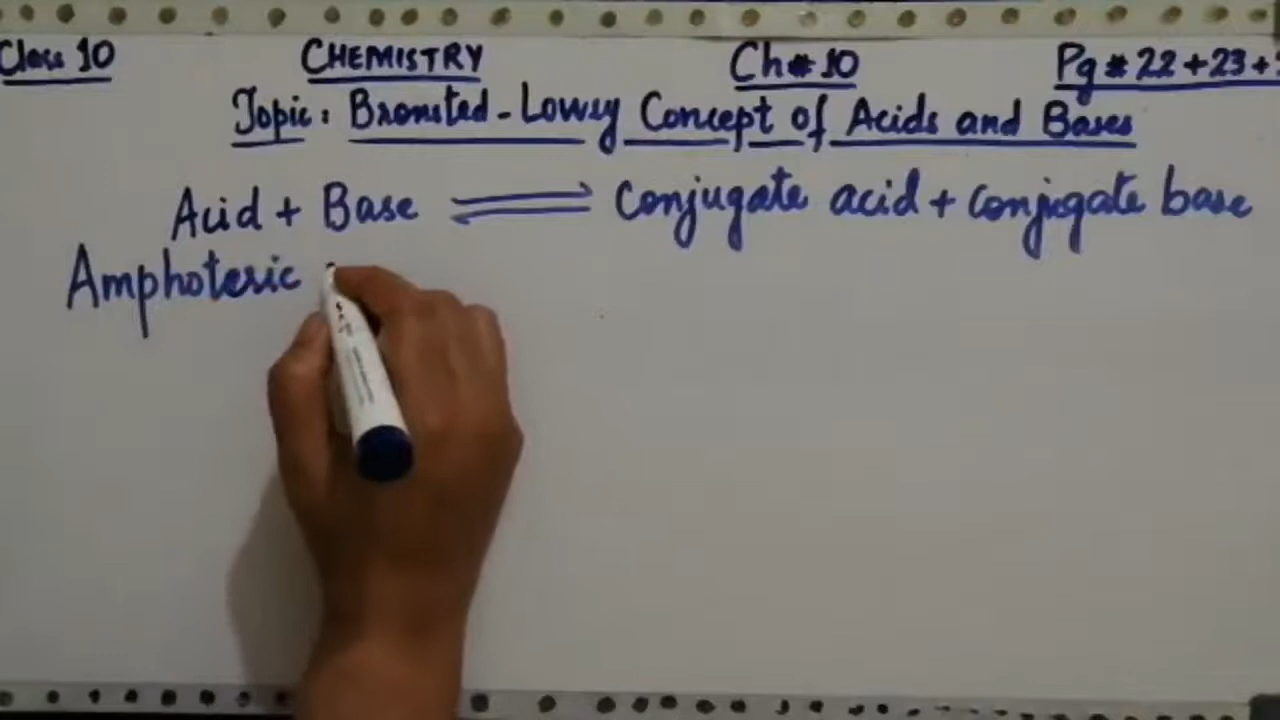 Class 10 CHEMISTRY Ch# 10 Pg # 22+23+
Topic: Bronsted-Lowry Concept of Acids and Bases
Acid + Base ⇌ Conjugate acid + Conjugate base
Amphoteric